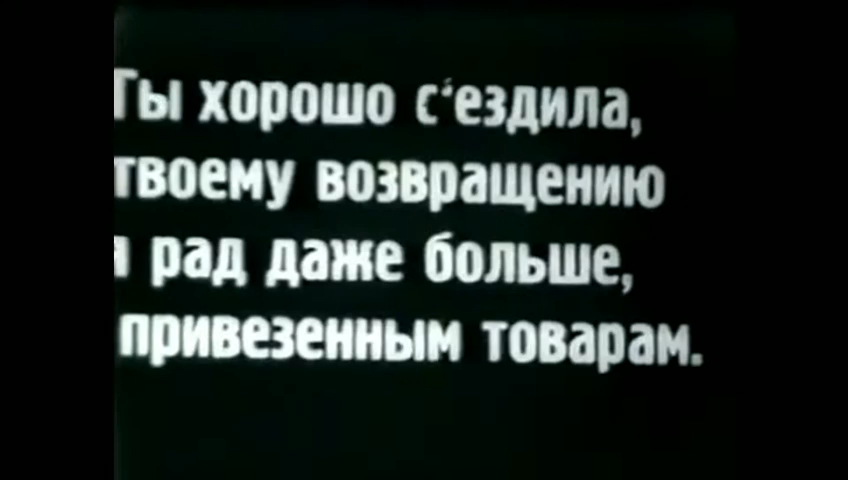 Ты хорошо с‘ездила,
твоему возвращению
я рад даже больше,
привезенным товарам.